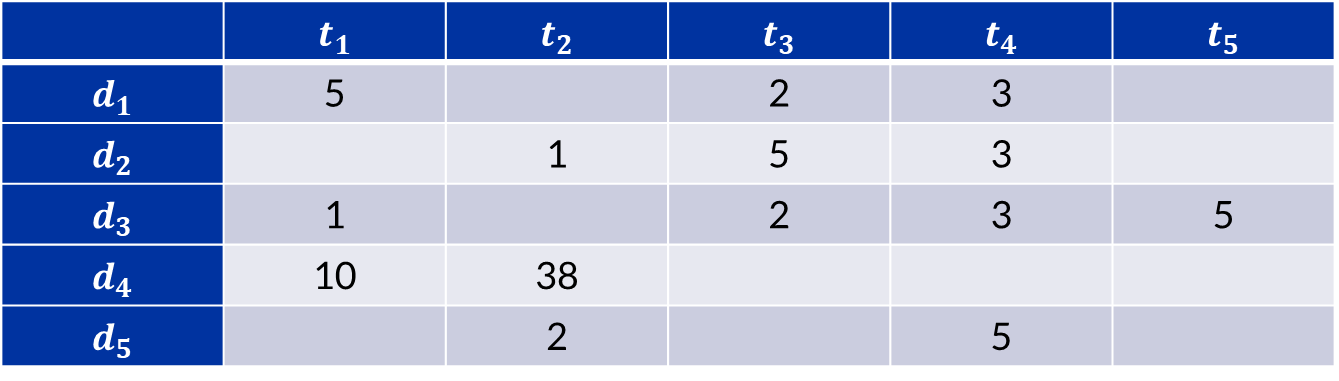 t₁ t₂ t₃ t₄ t₅
d₁ 5 2 3
d₂ 1 5 3
d₃ 1 2 3 5
d₄ 10 38
d₅ 2 5